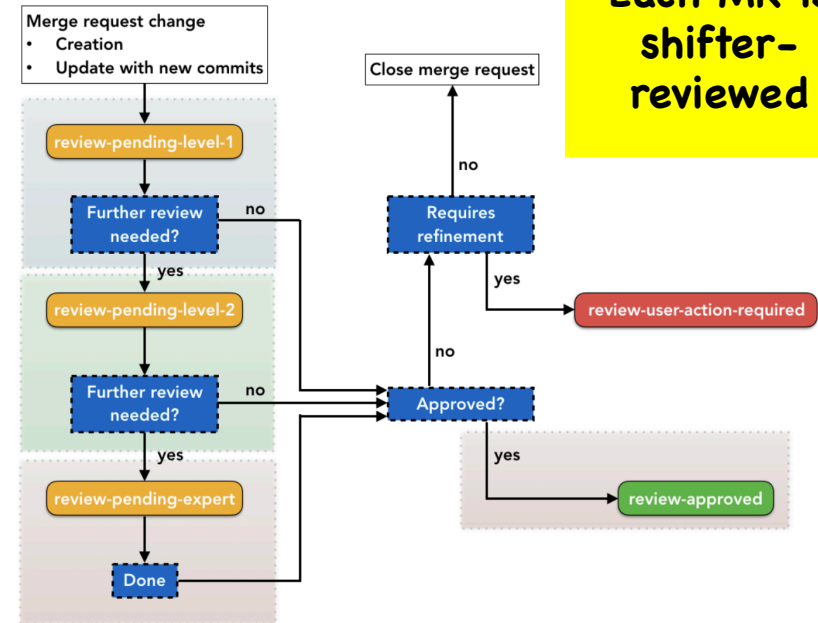 Merge request change
• Creation
• Update with new commits
review-pending-level-1
Further review
needed?
no
yes
review-pending-level-2
Further review
needed?
no
yes
review-pending-expert
Done
Close merge request
no
Requires
refinement
yes
review-user-action-required
no
Approved?
yes
review-approved
shifter-
reviewed